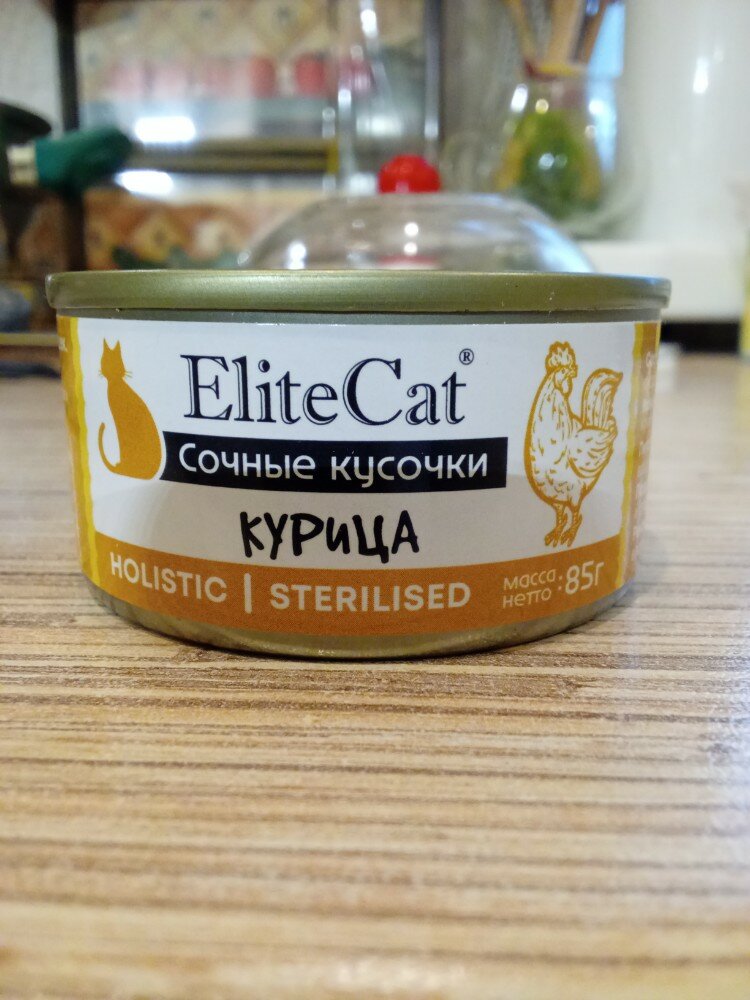 EliteCat®
Сочные кусочки
КУРИЦА
HOLISTIC | STERILISED
масса нетто : 85г